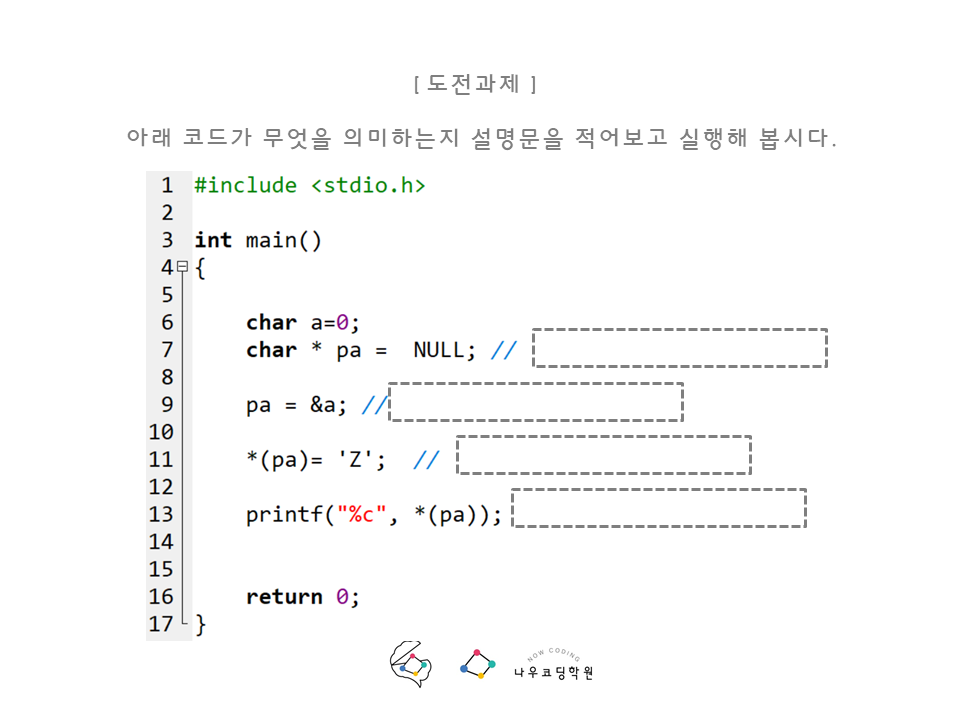 [ 도전과제 ]
아래 코드가 무엇을 의미하는지 설명문을 적어보고 실행해 봅시다.
1 #include <stdio.h>
2
3 int main()
4 {
5
6 char a=0;
7 char * pa = NULL; //
8
9 pa = &a; //
10
11 *(pa)= 'Z'; //
12
13 printf("%c", *(pa));
14
15
16 return 0;
17 }
NOW CODING
나우코딩학원